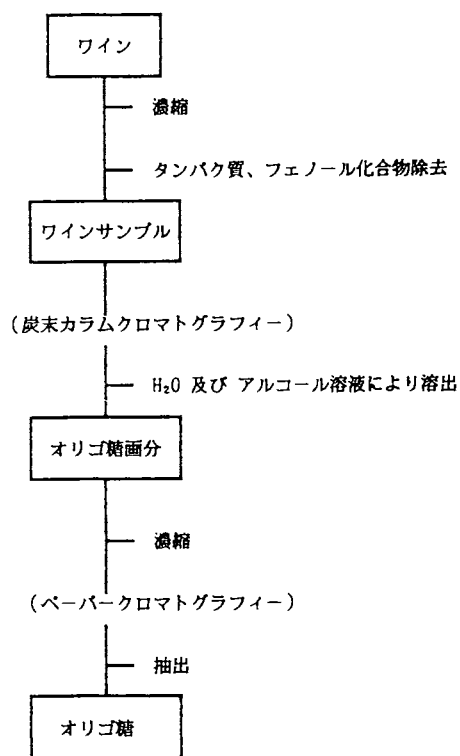 ワイン
濃縮
タンパク質、フェノール化合物除去
ワインサンプル
(炭末カラムクロマトグラフィー)
H₂O 及び アルコール溶液により溶出
オリゴ糖画分
濃縮
(ペーパークロマトグラフィー)
抽出
オリゴ糖